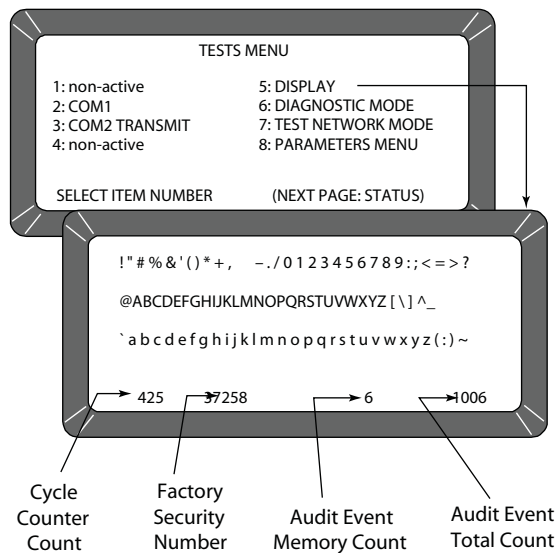 TESTS MENU
1: non-active 5: DISPLAY
2: COM1 6: DIAGNOSTIC MODE
3: COM2 TRANSMIT 7: TEST NETWORK MODE
4: non-active 8: PARAMETERS MENU
SELECT ITEM NUMBER (NEXT PAGE: STATUS)
!"#%&'()*+, –./0123456789:;<=>?
@ABCDEFGHIJKLMNOPQRSTUVWXYZ[\]^_
`abcdefghijklmnopqrstuvwxyz(:)~
425 37258 6 1006
Cycle Counter Count
Factory Security Number
Audit Event Memory Count
Audit Event Total Count